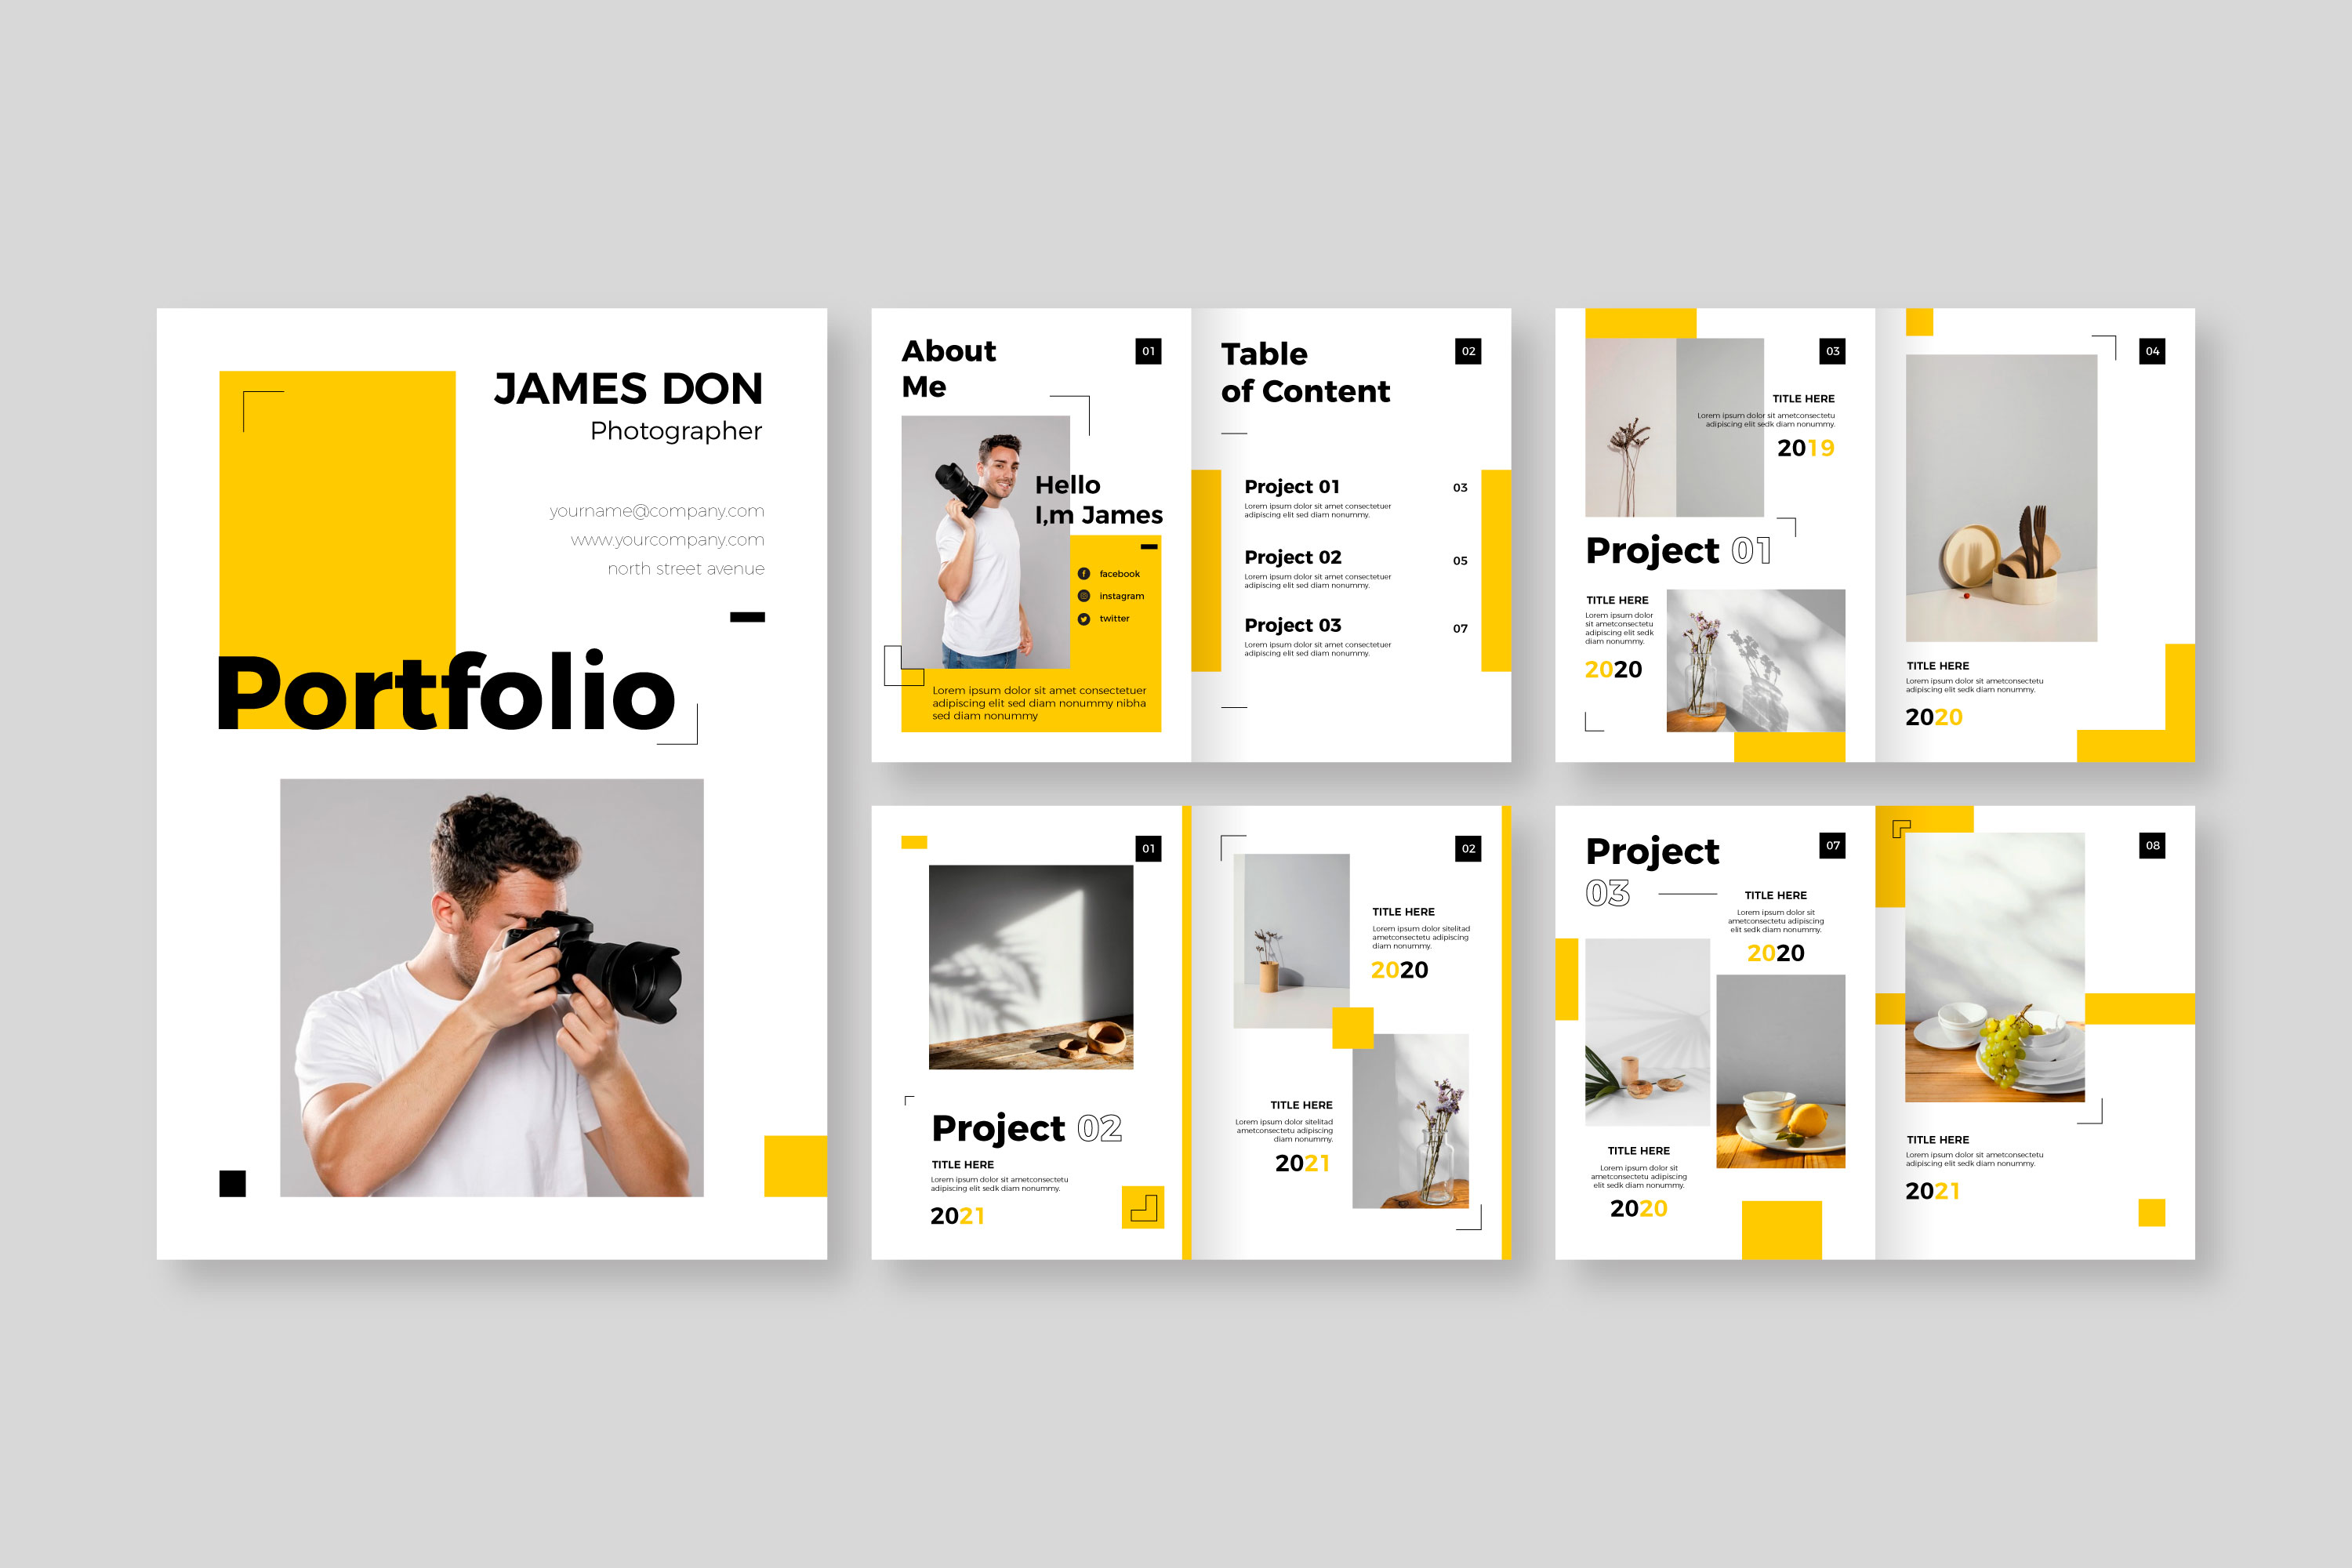 JAMES DON
Photographer
yourname@company.com
www.yourcompany.com
north street avenue
Portfolio
About
Me
01
Hello
I,m James
facebook
instagram
twitter
Lorem ipsum dolor sit amet consectetuer
adipiscing elit sed diam nonummy nibha
sed diam nonummy
Table
of Content
02
Project 01
03
Lorem ipsum dolor sit amet consectetuer
adipiscing elit sed diam nonummy.
Project 02
05
Lorem ipsum dolor sit amet consectetuer
adipiscing elit sed diam nonummy.
Project 03
07
Lorem ipsum dolor sit amet consectetuer
adipiscing elit sed diam nonummy.
03
TITLE HERE
Lorem ipsum dolor sit ametconsectetu
adipiscing elit sedk diam nonummy.
2019
Project 01
TITLE HERE
Lorem ipsum dolor
sit ametconsectetu
adipiscing elit sedk
diam nonummy.
2020
04
TITLE HERE
Lorem ipsum dolor sit ametconsectetu
adipiscing elit sedk diam nonummy.
2020
01
Project 02
TITLE HERE
Lorem ipsum dolor sit ametconsectetu
adipiscing elit sedk diam nonummy.
2021
02
TITLE HERE
Lorem ipsum dolor sitelitad
ametconsectetu adipiscing
diam nonummy.
2020
TITLE HERE
Lorem ipsum dolor sitelitad
ametconsectetu adipiscing
diam nonummy.
2021
Project
03
07
TITLE HERE
Lorem ipsum dolor sit
ametconsectetu adipiscing
elit sedk diam nonummy.
2020
TITLE HERE
Lorem ipsum dolor sit
ametconsectetu adipiscing
elit sedk diam nonummy.
2020
08
TITLE HERE
Lorem ipsum dolor sit ametconsectetu
adipiscing elit sedk diam nonummy.
2021